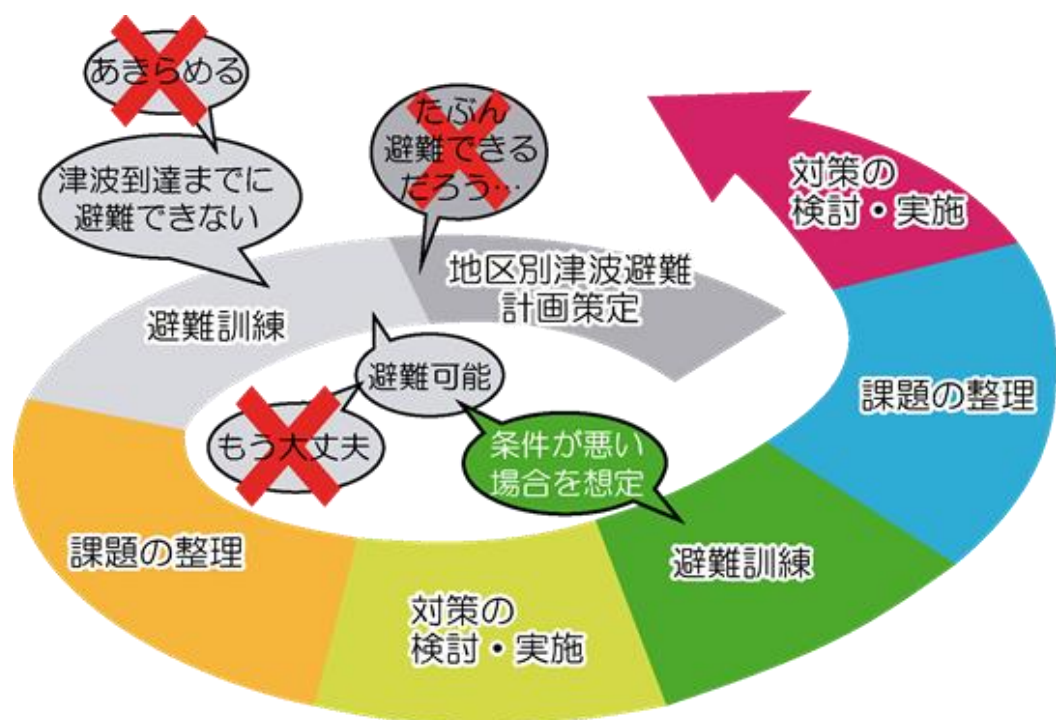 あきらめる
津波到達までに
避難できない
たぶん
避難できる
だろう…
地区別津波避難
計画策定
避難訓練
避難可能
もう大丈夫
条件が悪い
場合を想定
課題の整理
対策の
検討・実施
避難訓練
課題の整理
対策の
検討・実施